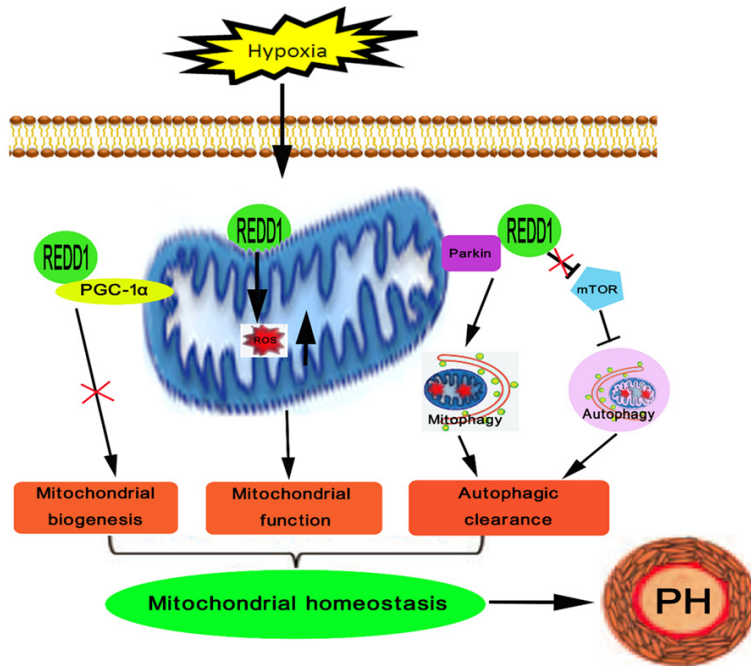 Hypoxia
REDD1
REDD1
REDD1
Parkin
PGC-1α
mTOR
ROS
Mitophagy
Autophagy
Mitochondrial
biogenesis
Mitochondrial
function
Autophagic
clearance
Mitochondrial homeostasis
PH